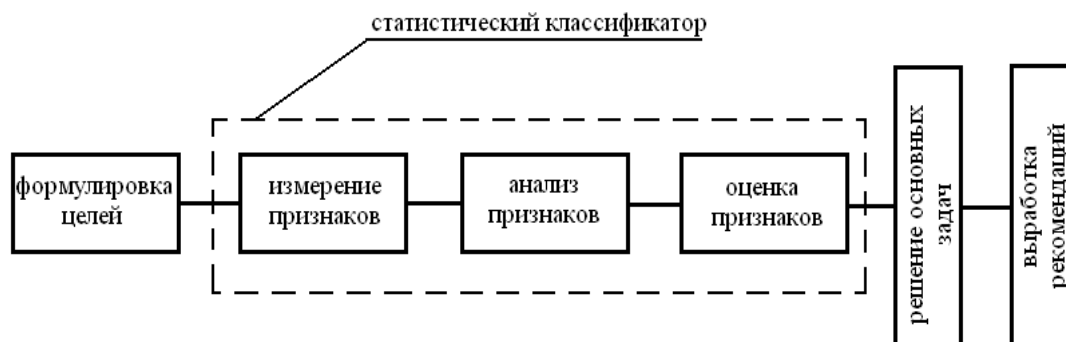 статистический классификатор
формулировка
целей
измерение
признаков
анализ
признаков
оценка
признаков
решение основных
задач
выработка
рекомендаций